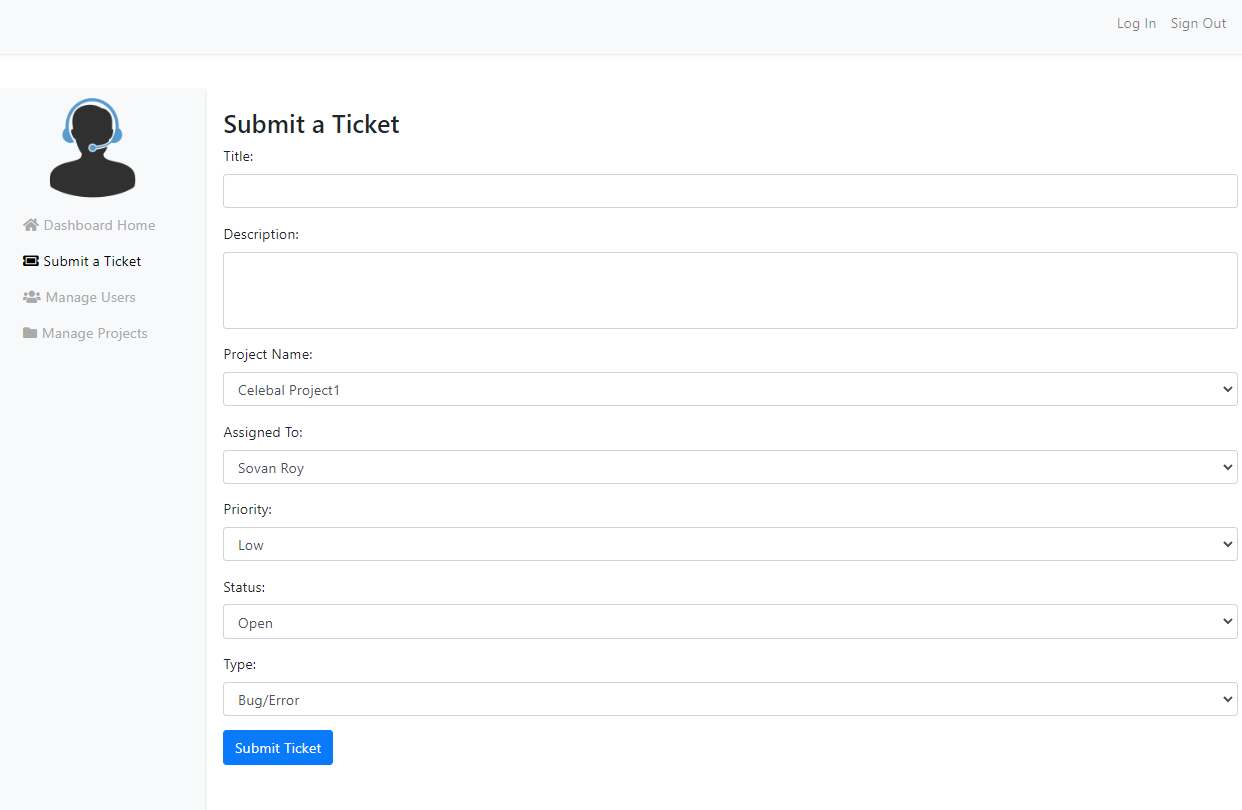 Log In Sign Out
Dashboard Home
Submit a Ticket
Manage Users
Manage Projects
Submit a Ticket
Title:
Description:
Project Name:
Celebal Project1
Assigned To:
Sovan Roy
Priority:
Low
Status:
Open
Type:
Bug/Error
Submit Ticket